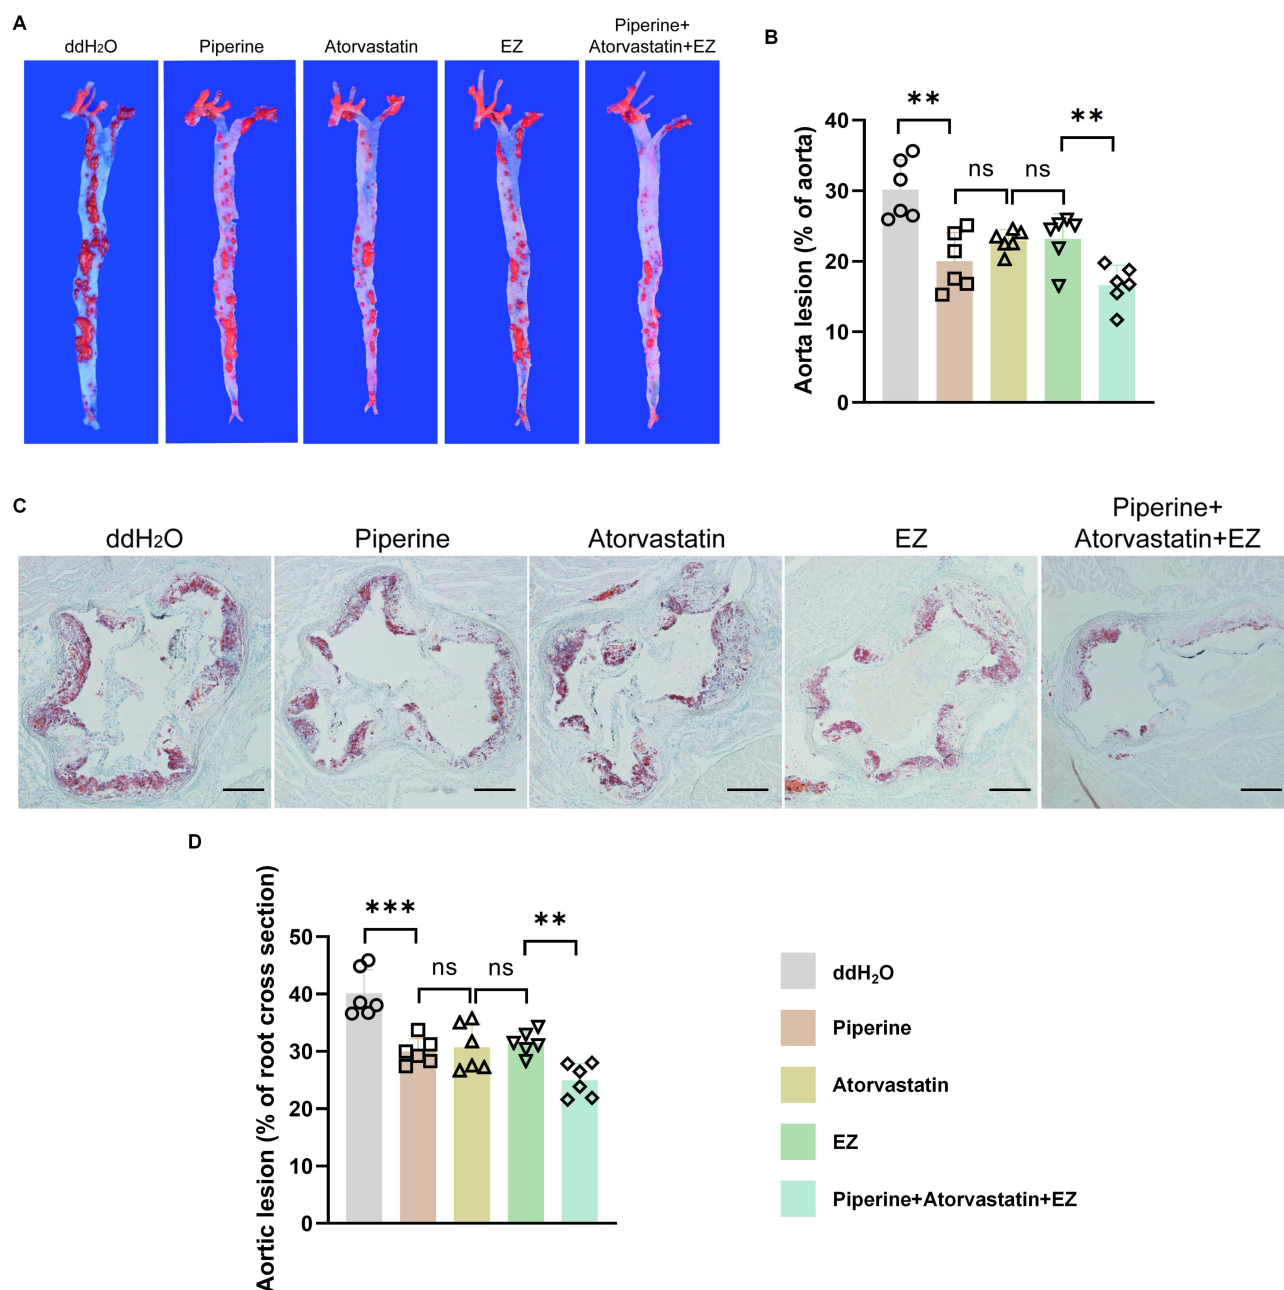 A
ddH2O
Piperine
Atorvastatin
EZ
Piperine+
Atorvastatin+EZ
B
Aorta lesion (% of aorta)
40
30
20
10
0
**
ns
ns
**
C
ddH2O
Piperine
Atorvastatin
EZ
Piperine+
Atorvastatin+EZ
D
Aortic lesion (% of root cross section)
50
40
30
20
10
0
***
ns
ns
**
ddH2O
Piperine
Atorvastatin
EZ
Piperine+Atorvastatin+EZ